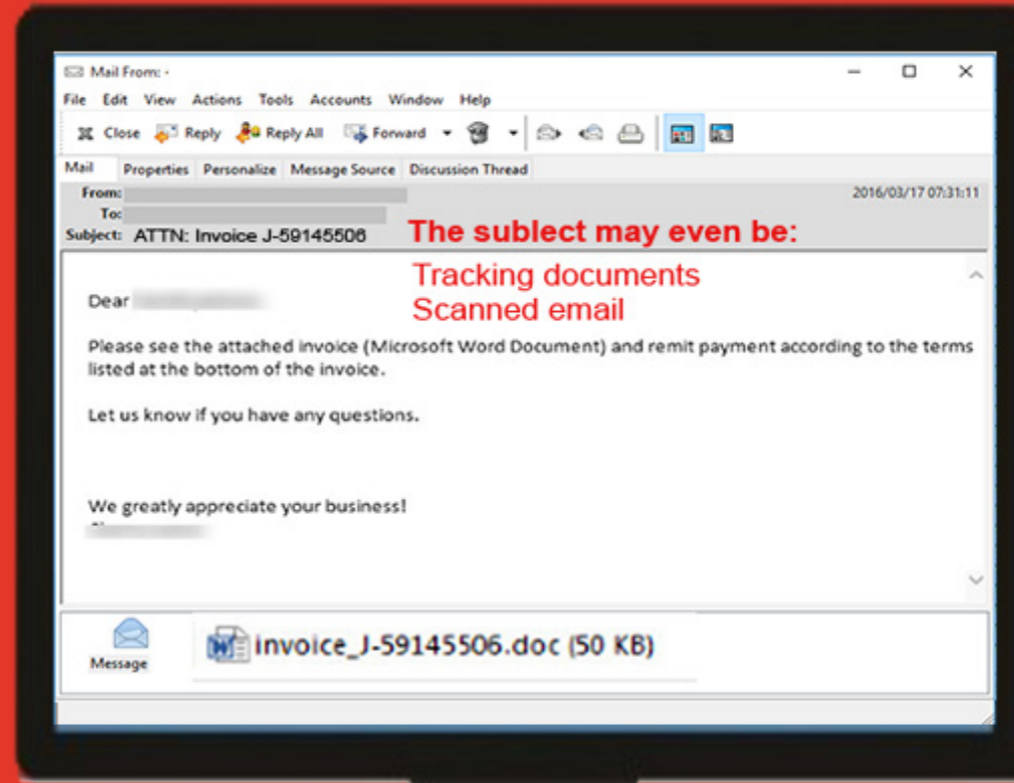 Mail From: -
File Edit View Actions Tools Accounts Window Help
Close Reply Reply All Forward
Mail Properties Personalize Message Source Discussion Thread
From: 2016/03/17 07:31:11
To:
Subject: ATTN: Invoice J-59145506
The sublect may even be:
Tracking documents
Scanned email
Dear
Please see the attached invoice (Microsoft Word Document) and remit payment according to the terms
listed at the bottom of the invoice.
Let us know if you have any questions.
We greatly appreciate your business!
Message
invoice_J-59145506.doc (50 KB)